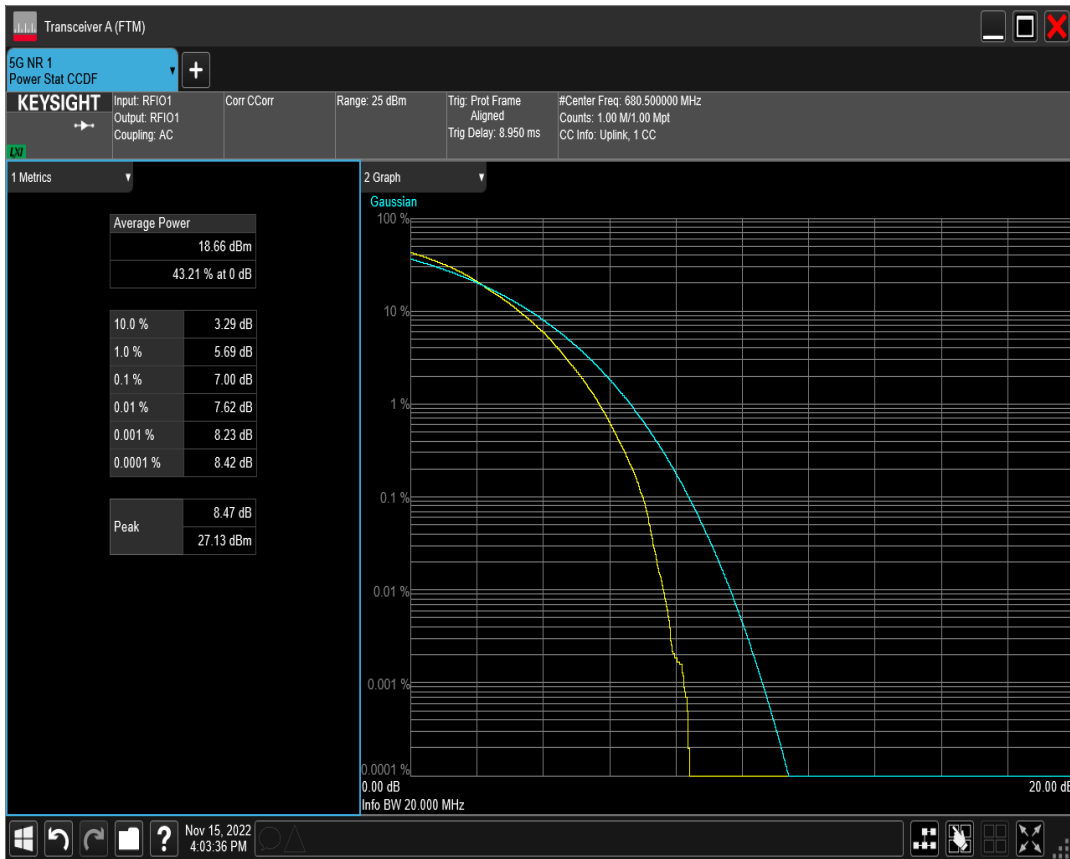 Transceiver A (FTM)
5G NR 1
Power Stat CCDF
KEYSIGHT
LXI
Input: RFIO1
Output: RFIO1
Coupling: AC
Corr CCorr
Range: 25 dBm
Trig: Prot Frame
Aligned
Trig Delay: 8.950 ms
#Center Freq: 680.500000 MHz
Counts: 1.00 M/1.00 Mpt
CC Info: Uplink, 1 CC
1 Metrics
Average Power
18.66 dBm
43.21 % at 0 dB
10.0 % 3.29 dB
1.0 % 5.69 dB
0.1 % 7.00 dB
0.01 % 7.62 dB
0.001 % 8.23 dB
0.0001 % 8.42 dB
Peak
8.47 dB
27.13 dBm
2 Graph
Gaussian
100 %
10 %
1 %
0.1 %
0.01 %
0.001 %
0.0001 %
0.00 dB 20.00 dB
Info BW 20.000 MHz
Nov 15, 2022
4:03:36 PM